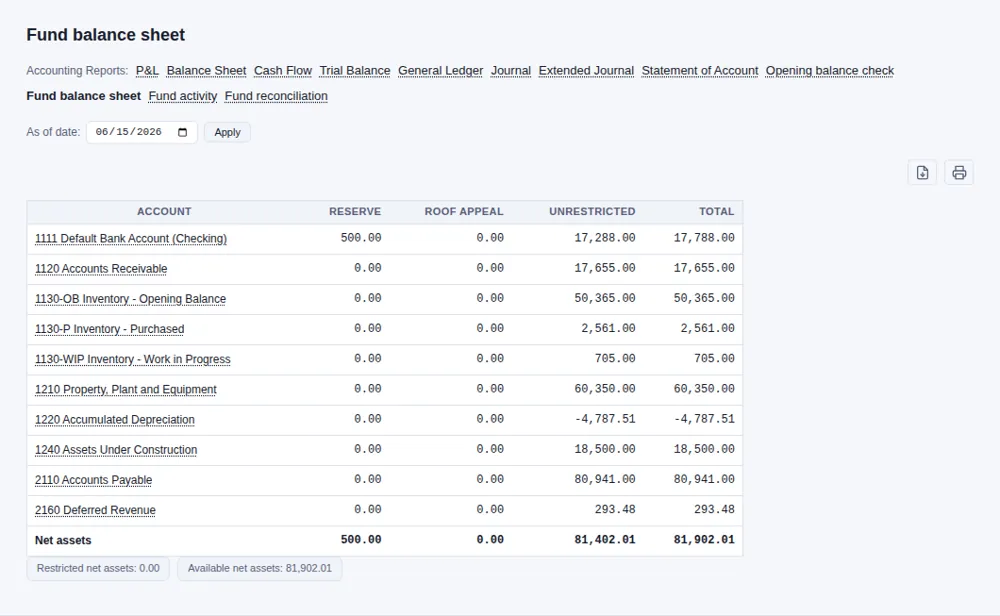 Fund balance sheet
Accounting Reports: P&L Balance Sheet Cash Flow Trial Balance General Ledger Journal Extended Journal Statement of Account Opening balance check
Fund balance sheet Fund activity Fund reconciliation
As of date: 06/15/2026 Apply
ACCOUNT RESERVE ROOF APPEAL UNRESTRICTED TOTAL
1111 Default Bank Account (Checking) 500.00 0.00 17,288.00 17,788.00
1120 Accounts Receivable 0.00 0.00 17,655.00 17,655.00
1130-OB Inventory - Opening Balance 0.00 0.00 50,365.00 50,365.00
1130-P Inventory - Purchased 0.00 0.00 2,561.00 2,561.00
1130-WIP Inventory - Work in Progress 0.00 0.00 705.00 705.00
1210 Property, Plant and Equipment 0.00 0.00 60,350.00 60,350.00
1220 Accumulated Depreciation 0.00 0.00 -4,787.51 -4,787.51
1240 Assets Under Construction 0.00 0.00 18,500.00 18,500.00
2110 Accounts Payable 0.00 0.00 80,941.00 80,941.00
2160 Deferred Revenue 0.00 0.00 293.48 293.48
Net assets 500.00 0.00 81,402.01 81,902.01
Restricted net assets: 0.00 Available net assets: 81,902.01